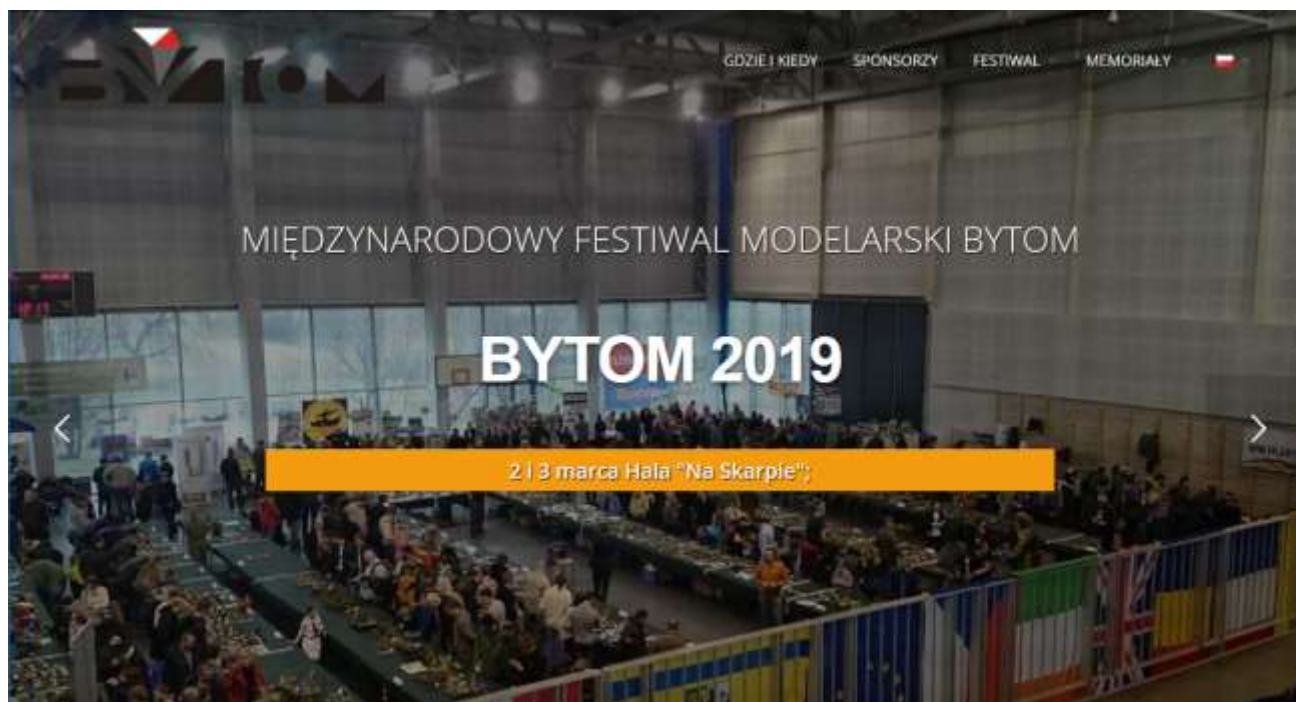 BYTOM
GDZIE I KIEDY SPONSORZY FESTIWAL MEMORIAŁY
MIĘDZYNARODOWY FESTIWAL MODELARSKI BYTOM
BYTOM 2019
2 i 3 marca Hala "Na Skarpie";